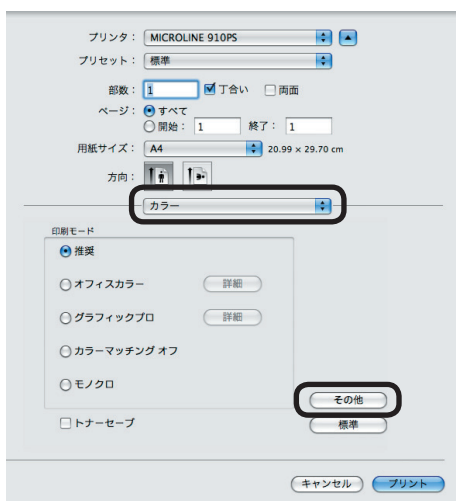 プリンタ： MICROLINE 910PS
プリセット： 標準
部数： 1 丁合い 両面
ページ： すべて
開始： 1 終了： 1
用紙サイズ： A4 20.99 × 29.70 cm
方向：
カラー
印刷モード
推奨
オフィスカラー 詳細
グラフィックプロ 詳細
カラーマッチング オフ
モノクロ
その他
トナーセーブ 標準
キャンセル プリント